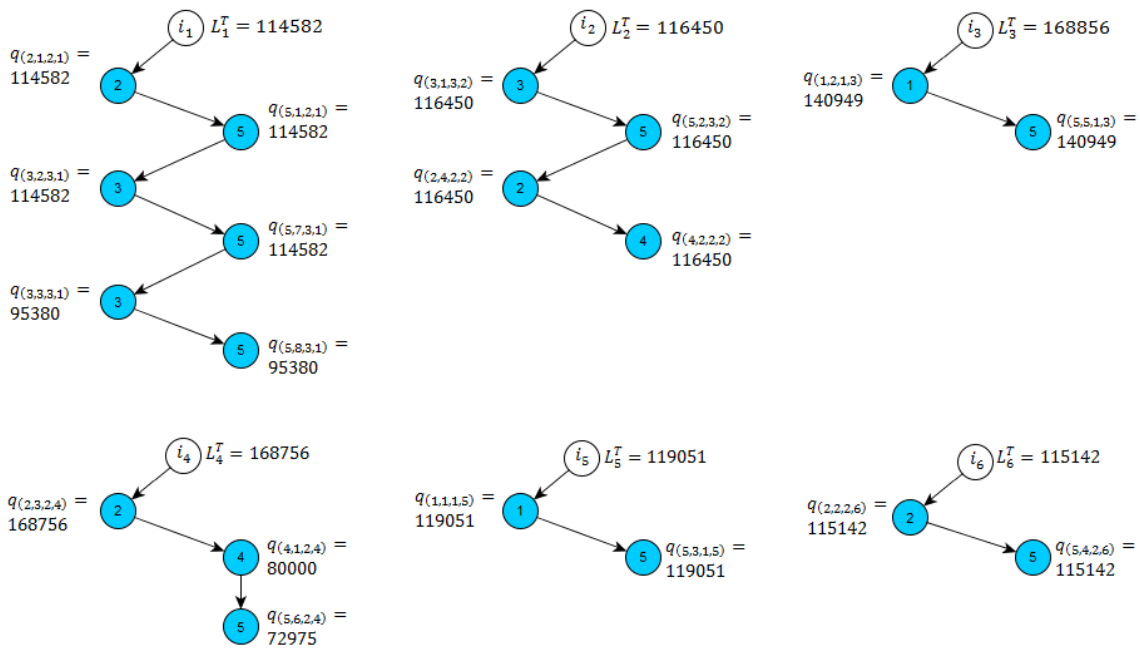 i₁ L₁ᵀ = 114582
q₍₂,₁,₂,₁₎ =
114582
2
q₍₅,₁,₂,₁₎ =
114582
5
q₍₃,₂,₃,₁₎ =
114582
3
q₍₅,₇,₃,₁₎ =
114582
5
q₍₃,₃,₃,₁₎ =
95380
3
q₍₅,₈,₃,₁₎ =
95380
5
i₂ L₂ᵀ = 116450
q₍₃,₁,₃,₂₎ =
116450
3
q₍₅,₂,₃,₂₎ =
116450
5
q₍₂,₄,₂,₂₎ =
116450
2
q₍₄,₂,₂,₂₎ =
116450
4
i₃ L₃ᵀ = 168856
q₍₁,₂,₁,₃₎ =
140949
1
q₍₅,₅,₁,₃₎ =
140949
5
i₄ L₄ᵀ = 168756
q₍₂,₃,₂,₄₎ =
168756
2
q₍₄,₁,₂,₄₎ =
80000
4
q₍₅,₆,₂,₄₎ =
72975
5
i₅ L₅ᵀ = 119051
q₍₁,₁,₁,₅₎ =
119051
1
q₍₅,₃,₁,₅₎ =
119051
5
i₆ L₆ᵀ = 115142
q₍₂,₂,₂,₆₎ =
115142
2
q₍₅,₄,₂,₆₎ =
115142
5